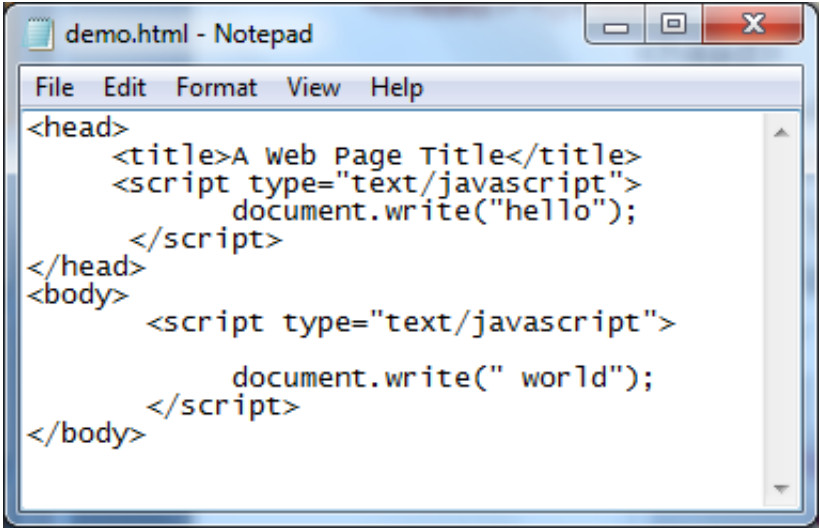 demo.html - Notepad
File Edit Format View Help
<head>
<title>A Web Page Title</title>
<script type="text/javascript">
document.write("hello");
</script>
</head>
<body>
<script type="text/javascript">
document.write(" world");
</script>
</body>